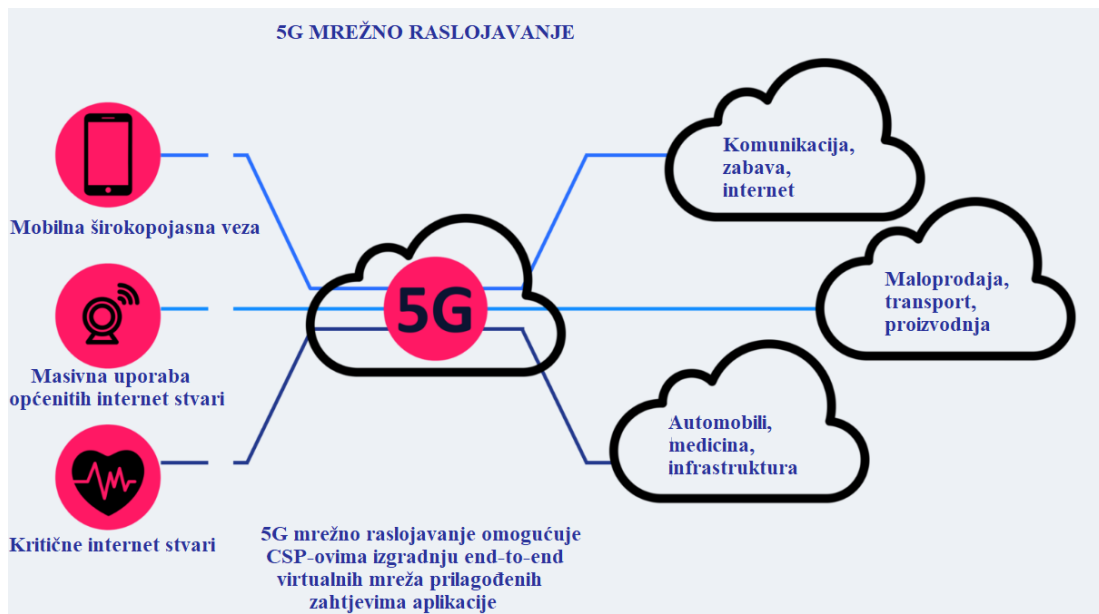 5G MREŽNO RASLOJAVANJE
Mobilna širokopojasna veza
Masivna uporaba
općenitih internet stvari
Kritične internet stvari
5G
Komunikacija,
zabava,
internet
Maloprodaja,
transport,
proizvodnja
Automobili,
medicina,
infrastruktura
5G mrežno raslojavanje omogućuje
CSP-ovima izgradnju end-to-end
virtualnih mreža prilagođenih
zahtjevima aplikacije